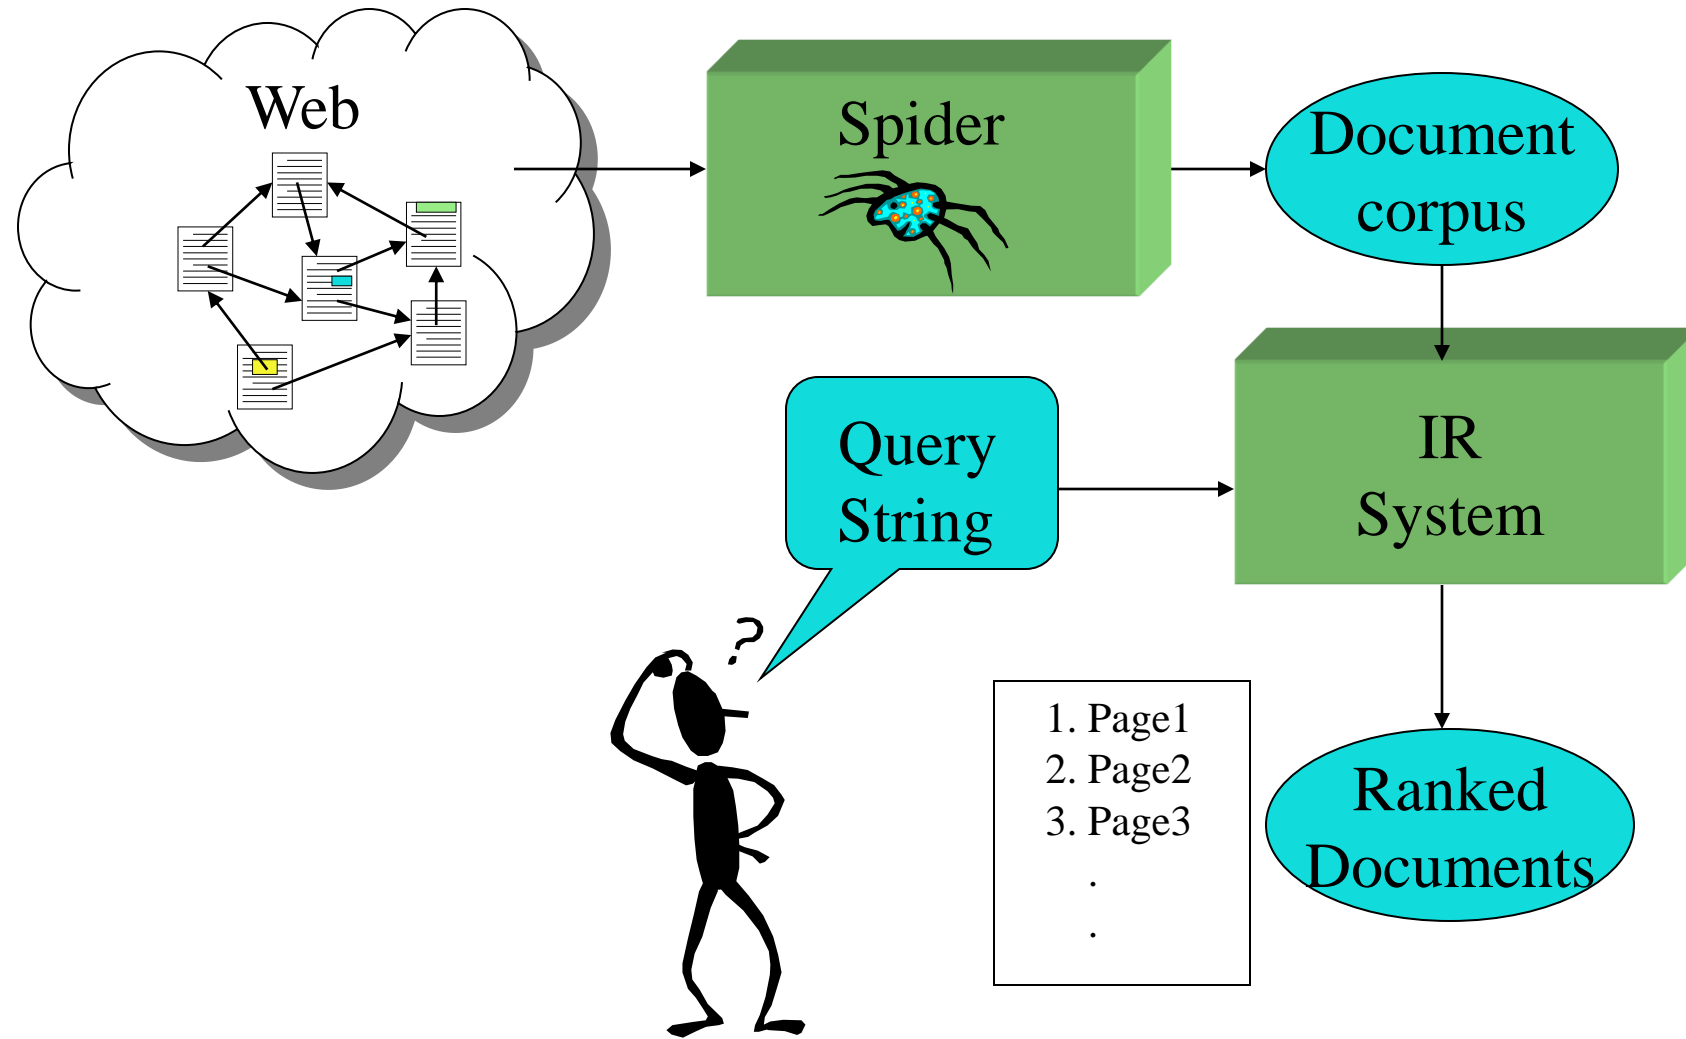 Web
Spider
Document
corpus
Query
String
IR
System
?
1. Page1
2. Page2
3. Page3
.
.
Ranked
Documents